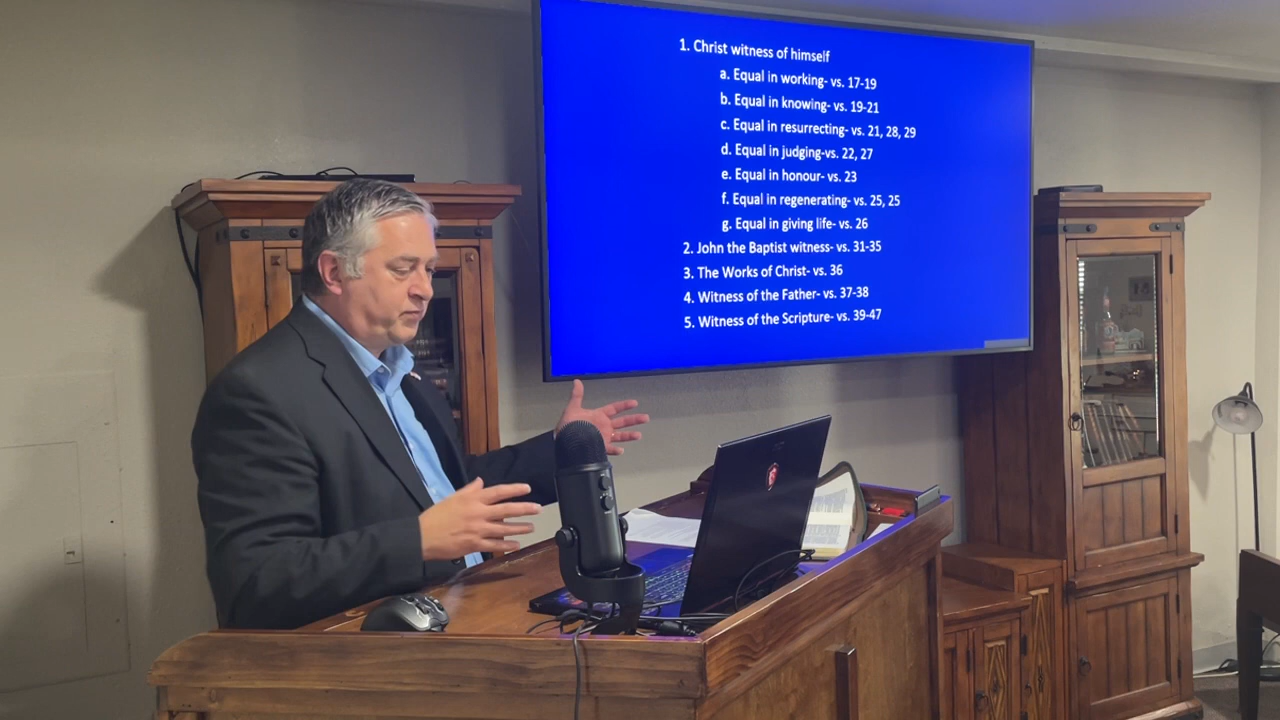 1. Christ witness of himself
a. Equal in working- vs. 17-19
b. Equal in knowing- vs. 19-21
c. Equal in resurrecting- vs. 21, 28, 29
d. Equal in judging-vs. 22, 27
e. Equal in honour- vs. 23
f. Equal in regenerating- vs. 25, 25
g. Equal in giving life- vs. 26
2. John the Baptist witness- vs. 31-35
3. The Works of Christ- vs. 36
4. Witness of the Father- vs. 37-38
5. Witness of the Scripture- vs. 39-47